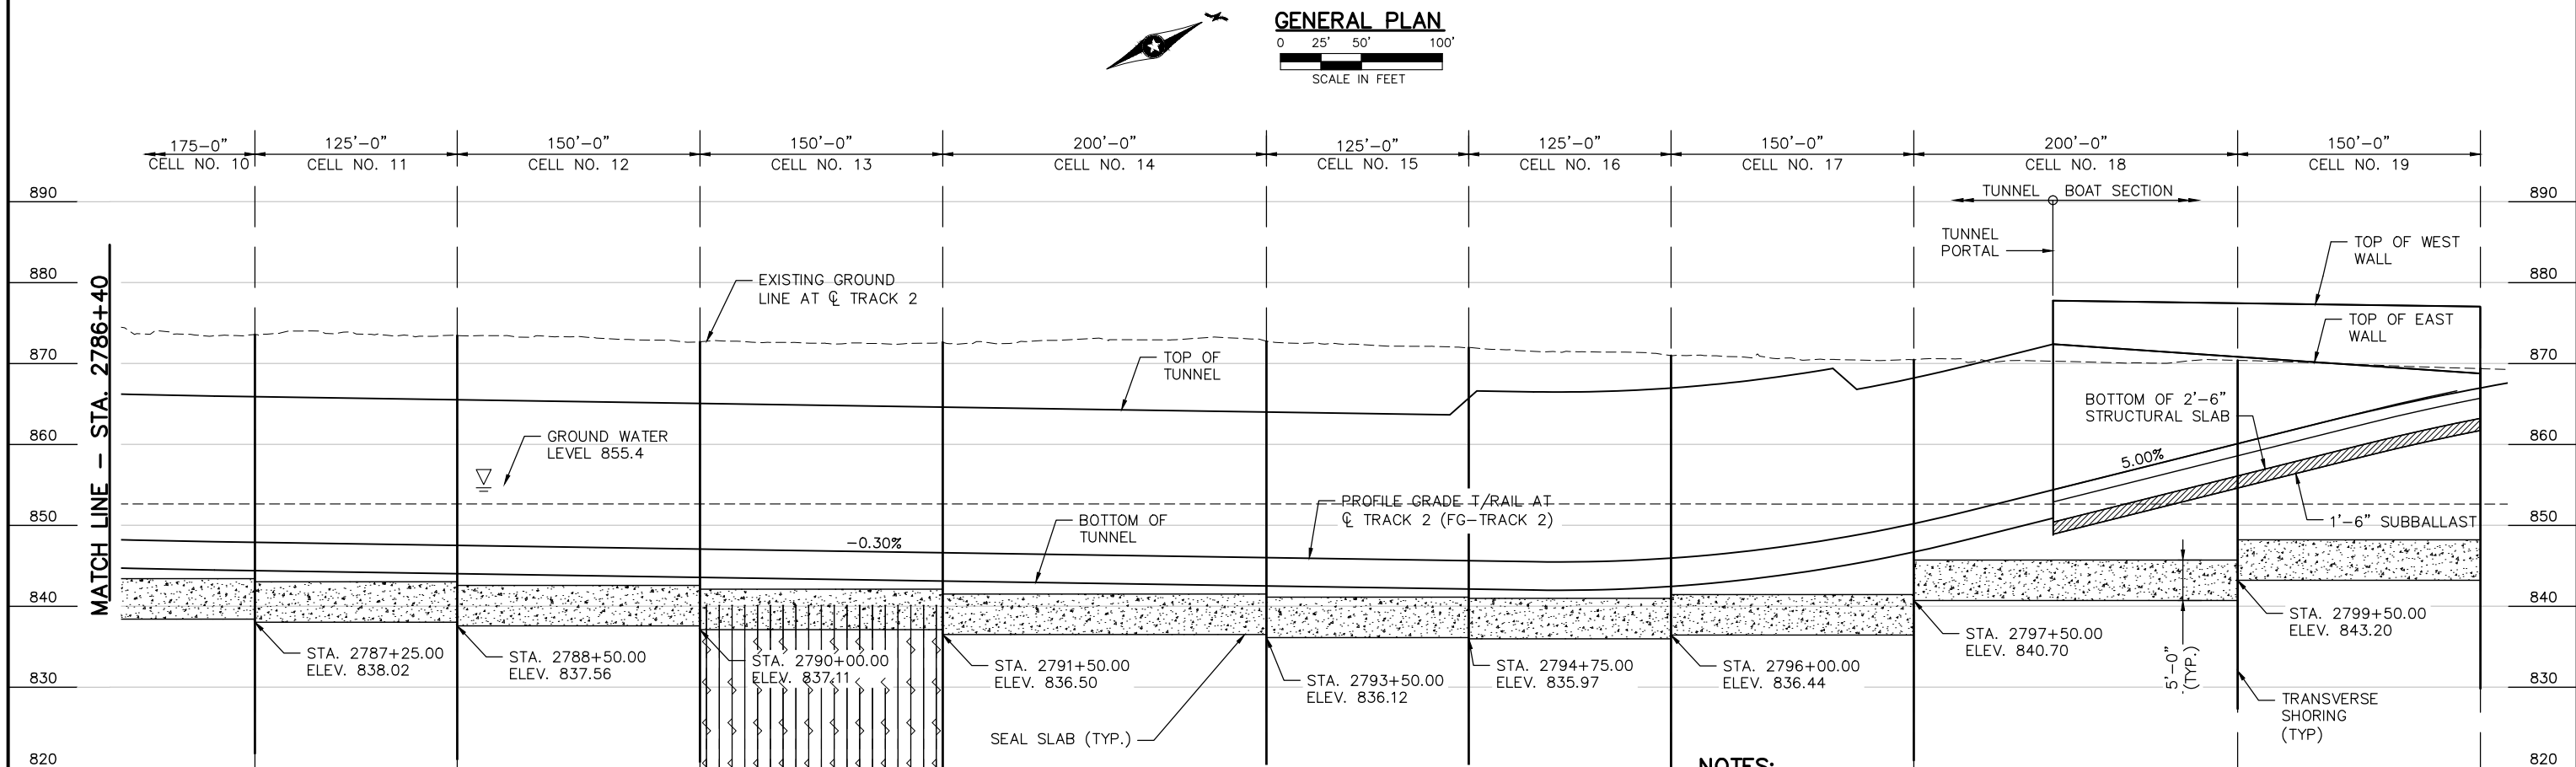 GENERAL PLAN
0 25' 50' 100'
SCALE IN FEET
175-0" 125'-0" 150'-0" 150'-0" 200'-0" 125'-0" 125'-0" 150'-0" 200'-0" 150'-0"
CELL NO. 10 CELL NO. 11 CELL NO. 12 CELL NO. 13 CELL NO. 14 CELL NO. 15 CELL NO. 16 CELL NO. 17 CELL NO. 18 CELL NO. 19
890 TUNNEL BOAT SECTION 890
TUNNEL
PORTAL
TOP OF WEST
WALL
880 880
EXISTING GROUND
LINE AT ℄ TRACK 2
MATCH LINE - STA. 2786+40
TOP OF EAST
WALL
870 870
TOP OF
TUNNEL
BOTTOM OF 2'-6"
STRUCTURAL SLAB
860 860
GROUND WATER
LEVEL 855.4
5.00%
PROFILE GRADE T/RAIL AT
℄ TRACK 2 (FG-TRACK 2)
850 850
BOTTOM OF
TUNNEL
1'-6" SUBBALLAST
-0.30%
840 840
STA. 2787+25.00
ELEV. 838.02
STA. 2788+50.00
ELEV. 837.56
STA. 2790+00.00
ELEV. 837.11
STA. 2791+50.00
ELEV. 836.50
STA. 2793+50.00
ELEV. 836.12
STA. 2794+75.00
ELEV. 835.97
STA. 2796+00.00
ELEV. 836.44
STA. 2797+50.00
ELEV. 840.70
STA. 2799+50.00
ELEV. 843.20
5'-0"
(TYP.)
830 830
TRANSVERSE
SHORING
(TYP)
SEAL SLAB (TYP.)
820 820
NOTES: